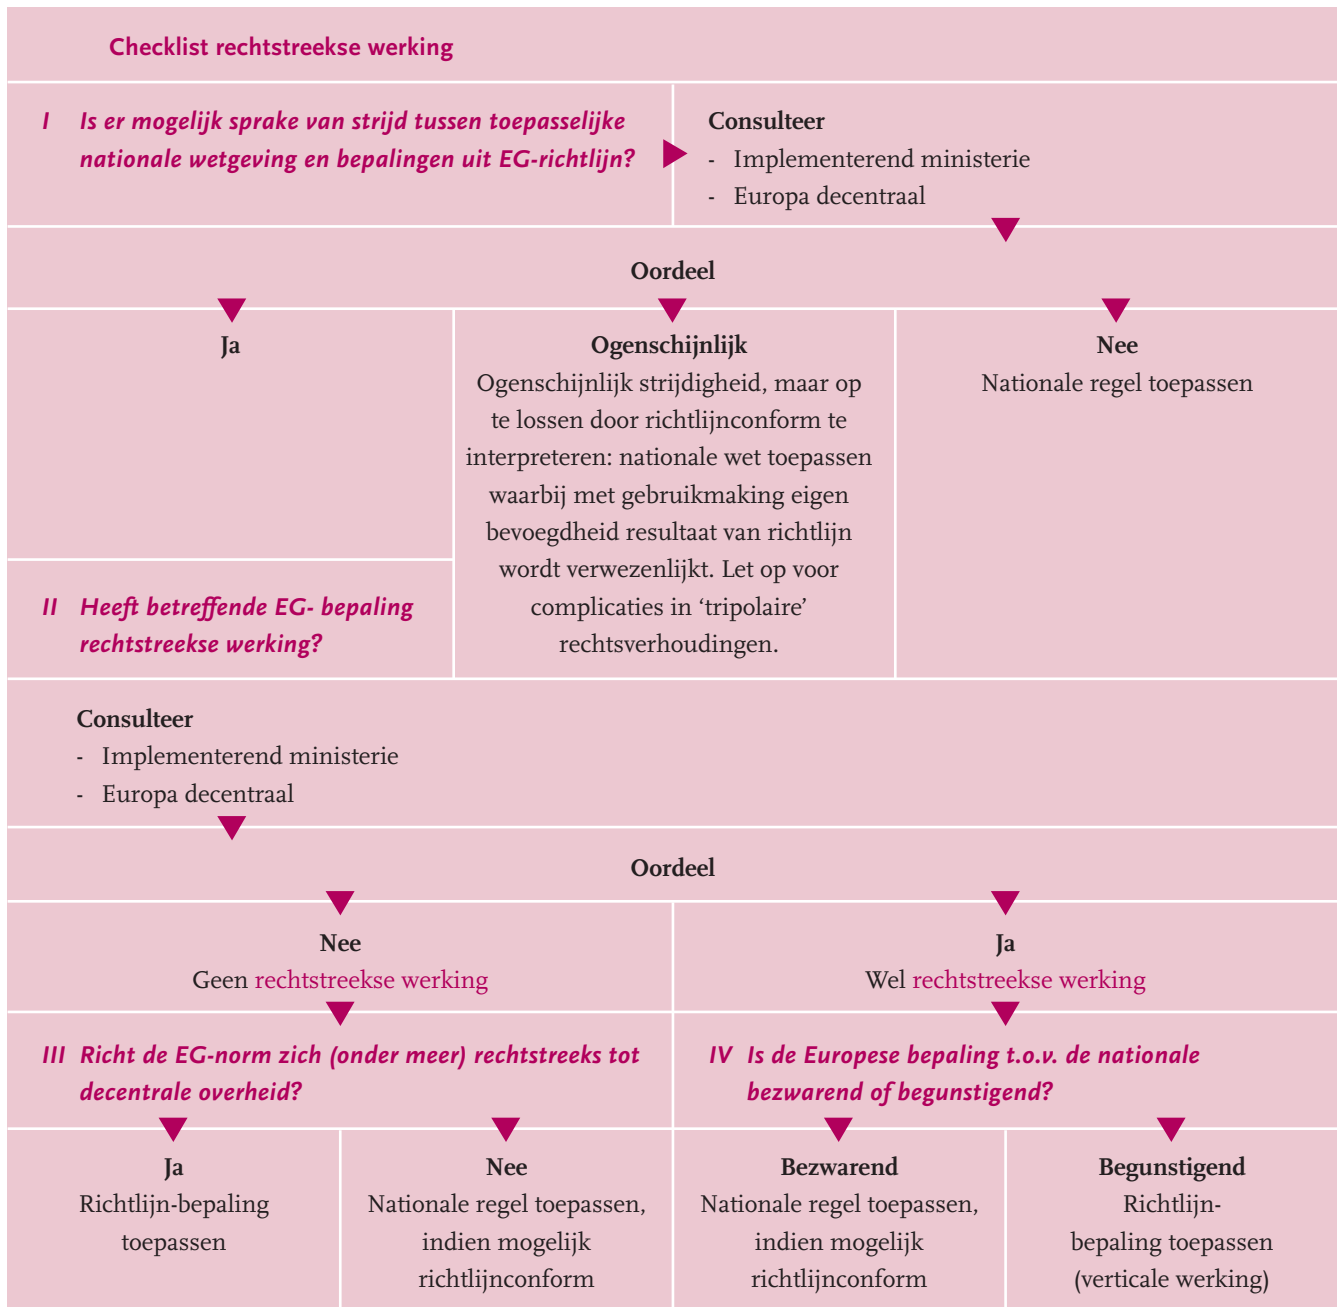 Checklist rechtstreekse werking
I Is er mogelijk sprake van strijd tussen toepasselijke
nationale wetgeving en bepalingen uit EG-richtlijn?
Consulteer
- Implementerend ministerie
- Europa decentraal
Oordeel
Ja
Ogenschijnlijk
Ogenschijnlijk strijdigheid, maar op
te lossen door richtlijnconform te
interpreteren: nationale wet toepassen
waarbij met gebruikmaking eigen
bevoegdheid resultaat van richtlijn
wordt verwezenlijkt. Let op voor
complicaties in ‘tripolaire’
rechtsverhoudingen.
Nee
Nationale regel toepassen
II Heeft betreffende EG- bepaling
rechtstreekse werking?
Consulteer
- Implementerend ministerie
- Europa decentraal
Oordeel
Nee
Geen rechtstreekse werking
Ja
Wel rechtstreekse werking
III Richt de EG-norm zich (onder meer) rechtstreeks tot
decentrale overheid?
IV Is de Europese bepaling t.o.v. de nationale
bezwarend of begunstigend?
Ja
Richtlijn-bepaling
toepassen
Nee
Nationale regel toepassen,
indien mogelijk
richtlijnconform
Bezwarend
Nationale regel toepassen,
indien mogelijk
richtlijnconform
Begunstigend
Richtlijn-
bepaling toepassen
(verticale werking)